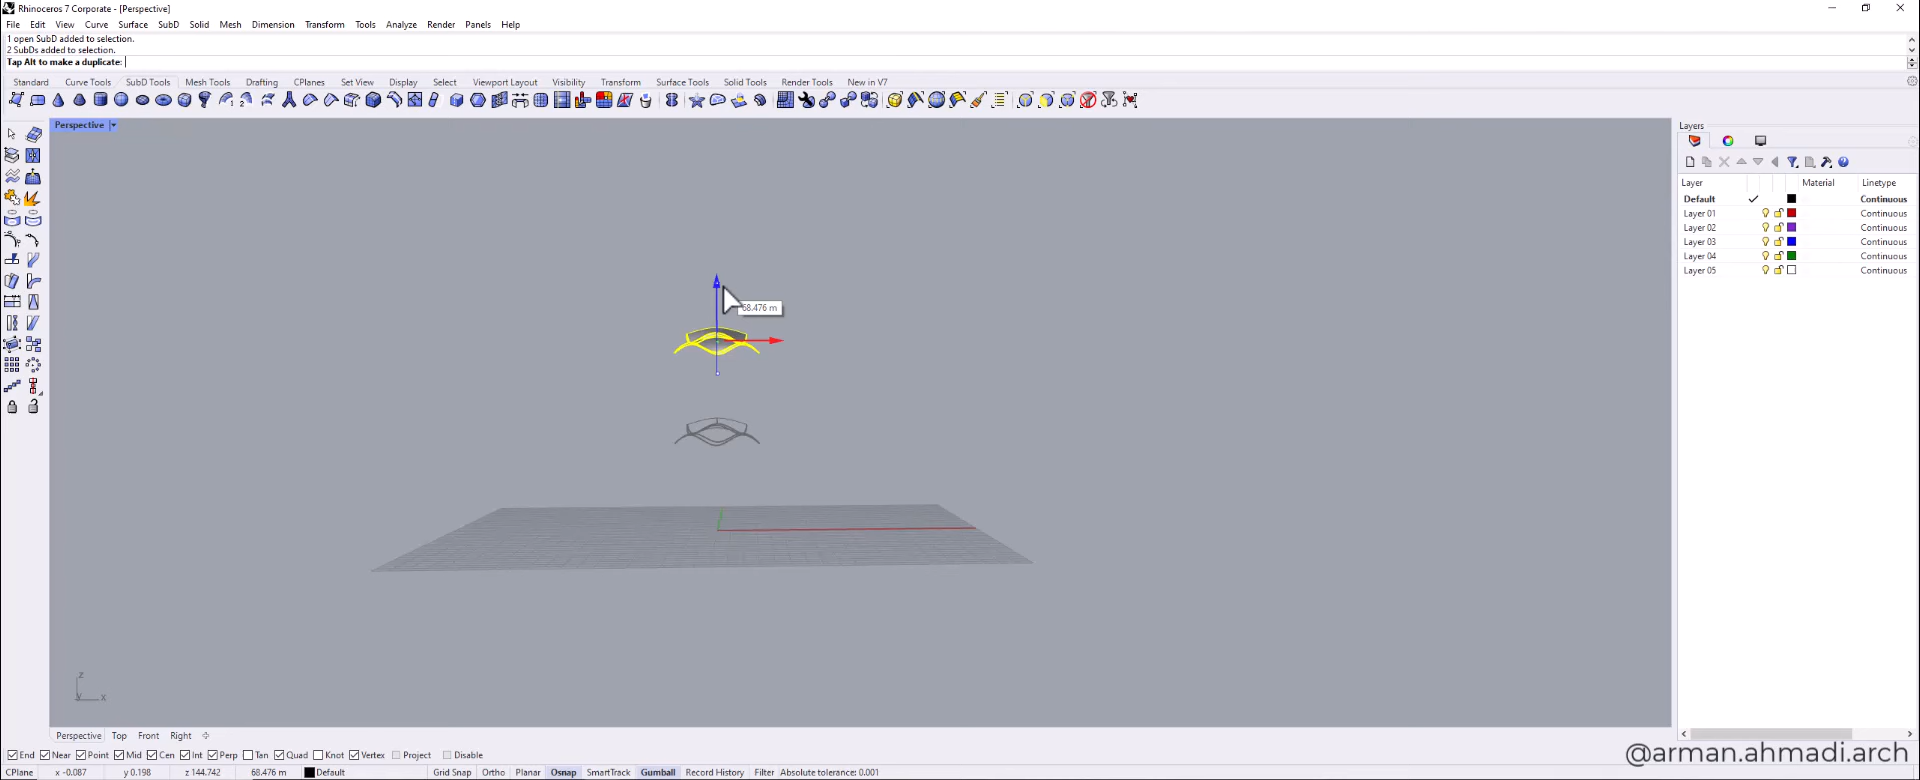 Rhinoceros 7 Corporate - [Perspective]
File Edit View Curve Surface SubD Solid Mesh Dimension Transform Tools Analyze Render Panels Help
1 open SubD added to selection.
2 SubDs added to selection.
Tap Alt to make a duplicate:
Standard Curve Tools SubD Tools Mesh Tools Drafting CPlanes Set View Display Select Viewport Layout Visibility Transform Surface Tools Solid Tools Render Tools New in V7
Perspective
Layers
Layer Material Linetype
Default Continuous
Layer 01 Continuous
Layer 02 Continuous
Layer 03 Continuous
Layer 04 Continuous
Layer 05 Continuous
68.476 m
z
y x
Perspective Top Front Right
End Near Point Mid Cen Int Perp Tan Quad Knot Vertex Project Disable
@arman.ahmadi.arch
CPlane x -0.087 y 0.198 z 144.742 68.476 m Default Grid Snap Ortho Planar Osnap SmartTrack Gumball Record History Filter Absolute tolerance: 0.001